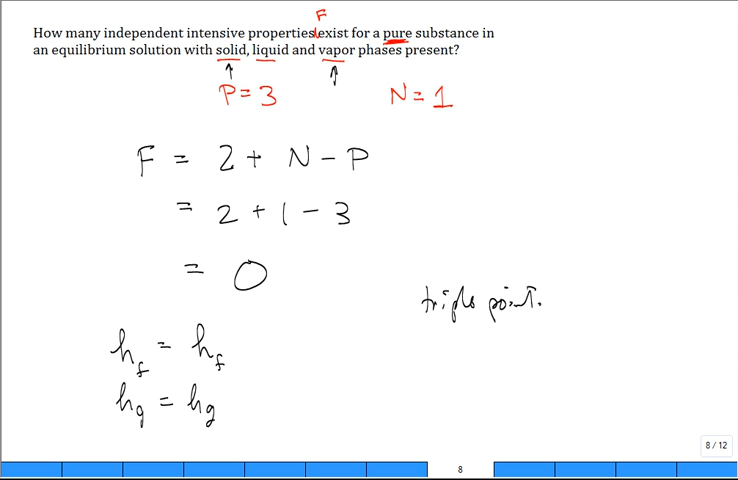 F
How many independent intensive properties exist for a pure substance in
an equilibrium solution with solid, liquid and vapor phases present?
P = 3 N = 1
F = 2 + N - P
= 2 + 1 - 3
= 0
triple point.
hf = hf
hg = hg
8 / 12
8